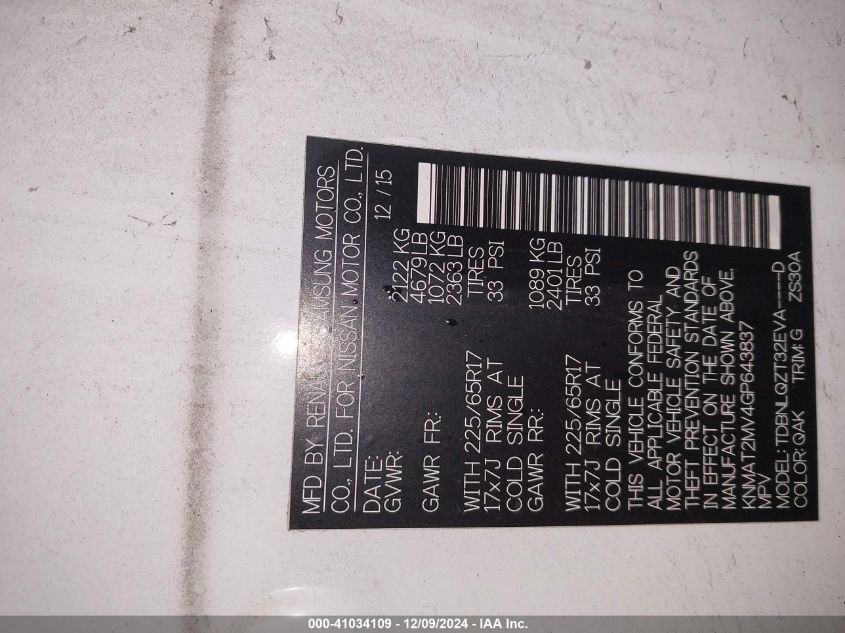 MFD BY RENAULT SAMSUNG MOTORS
CO., LTD. FOR NISSAN MOTOR CO., LTD.
DATE: 12 / 15
GVWR: 2122 KG
4679 LB
GAWR FR: 1072 KG
2363 LB
WITH 225/65R17 TIRES
17x7J RIMS AT 33 PSI
COLD SINGLE
GAWR RR: 1089 KG
2401 LB
WITH 225/65R17 TIRES
17x7J RIMS AT 33 PSI
COLD SINGLE
THIS VEHICLE CONFORMS TO
ALL APPLICABLE FEDERAL
MOTOR VEHICLE SAFETY AND
THEFT PREVENTION STANDARDS
IN EFFECT ON THE DATE OF
MANUFACTURE SHOWN ABOVE.
KNMAT2MV4GP643837
MPV
MODEL: TDBNLQZT32EVA----D
COLOR: QAK TRIM: G ZS30A
000-41034109 - 12/09/2024 - IAA Inc.